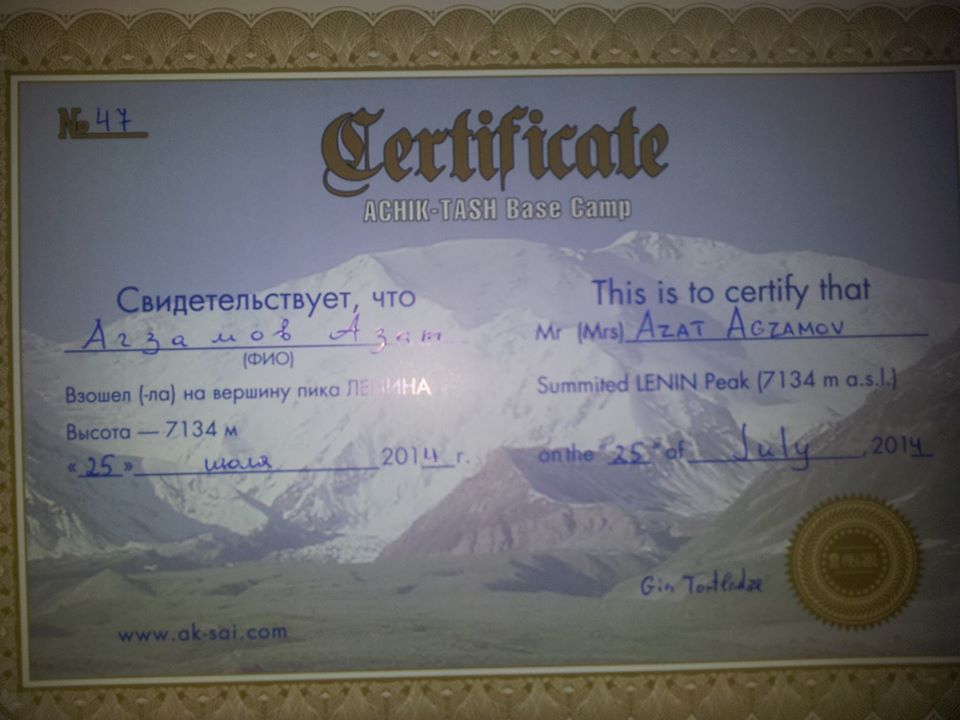 № 47
Certificate
ACHIK-TASH Base Camp
Свидетельствует, что
Агзамов Азат
(ФИО)
Взошел (-ла) на вершину пика ЛЕНИНА
Высота — 7134 м
«25» июля 2014 г.
www.ak-sai.com
This is to certify that
Mr (Mrs) AZAT AGZAMOV
Summited LENIN Peak (7134 m a.s.l.)
on the "25" of July, 2014